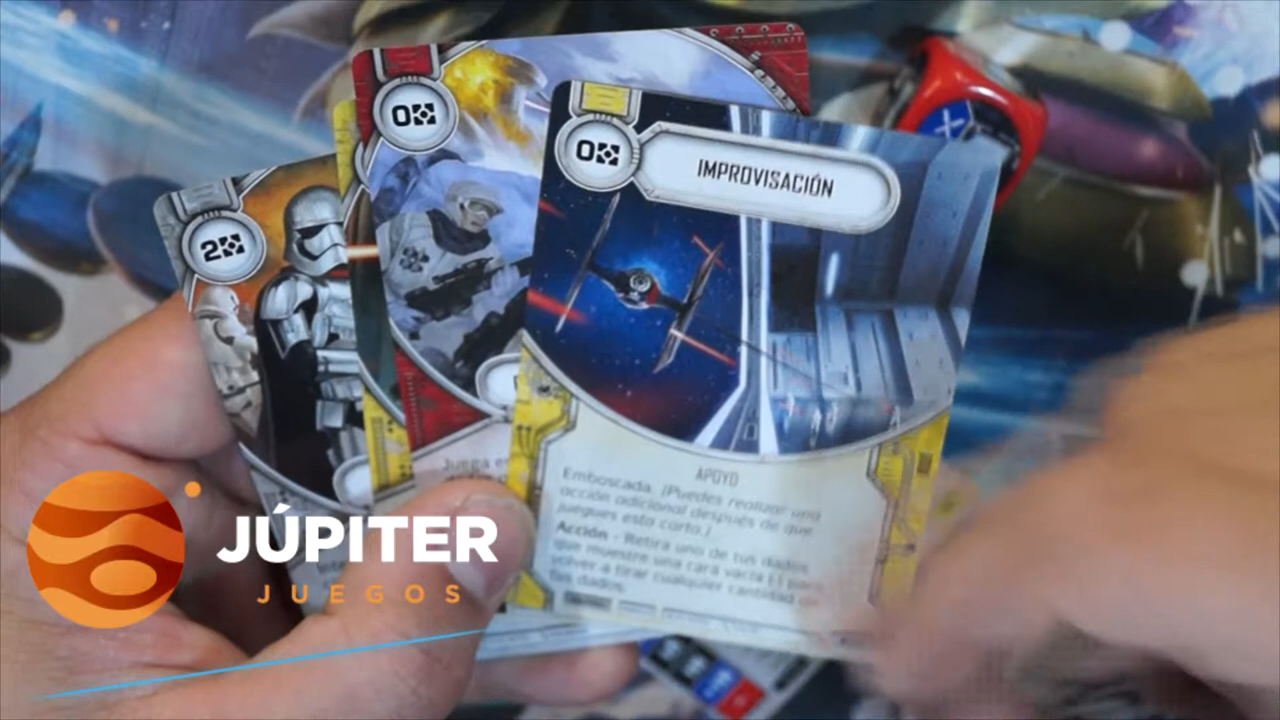 0
0
IMPROVISACIÓN
2
APOYO
Juega
Emboscada. (Puedes realizar una
acción adicional después de que
juegues esta carta.)
Acción - Retira uno de tus dados
que muestre una cara vacía ( ) para
volver a tirar cualquier cantidad de
tus dados.
JÚPITER
JUEGOS